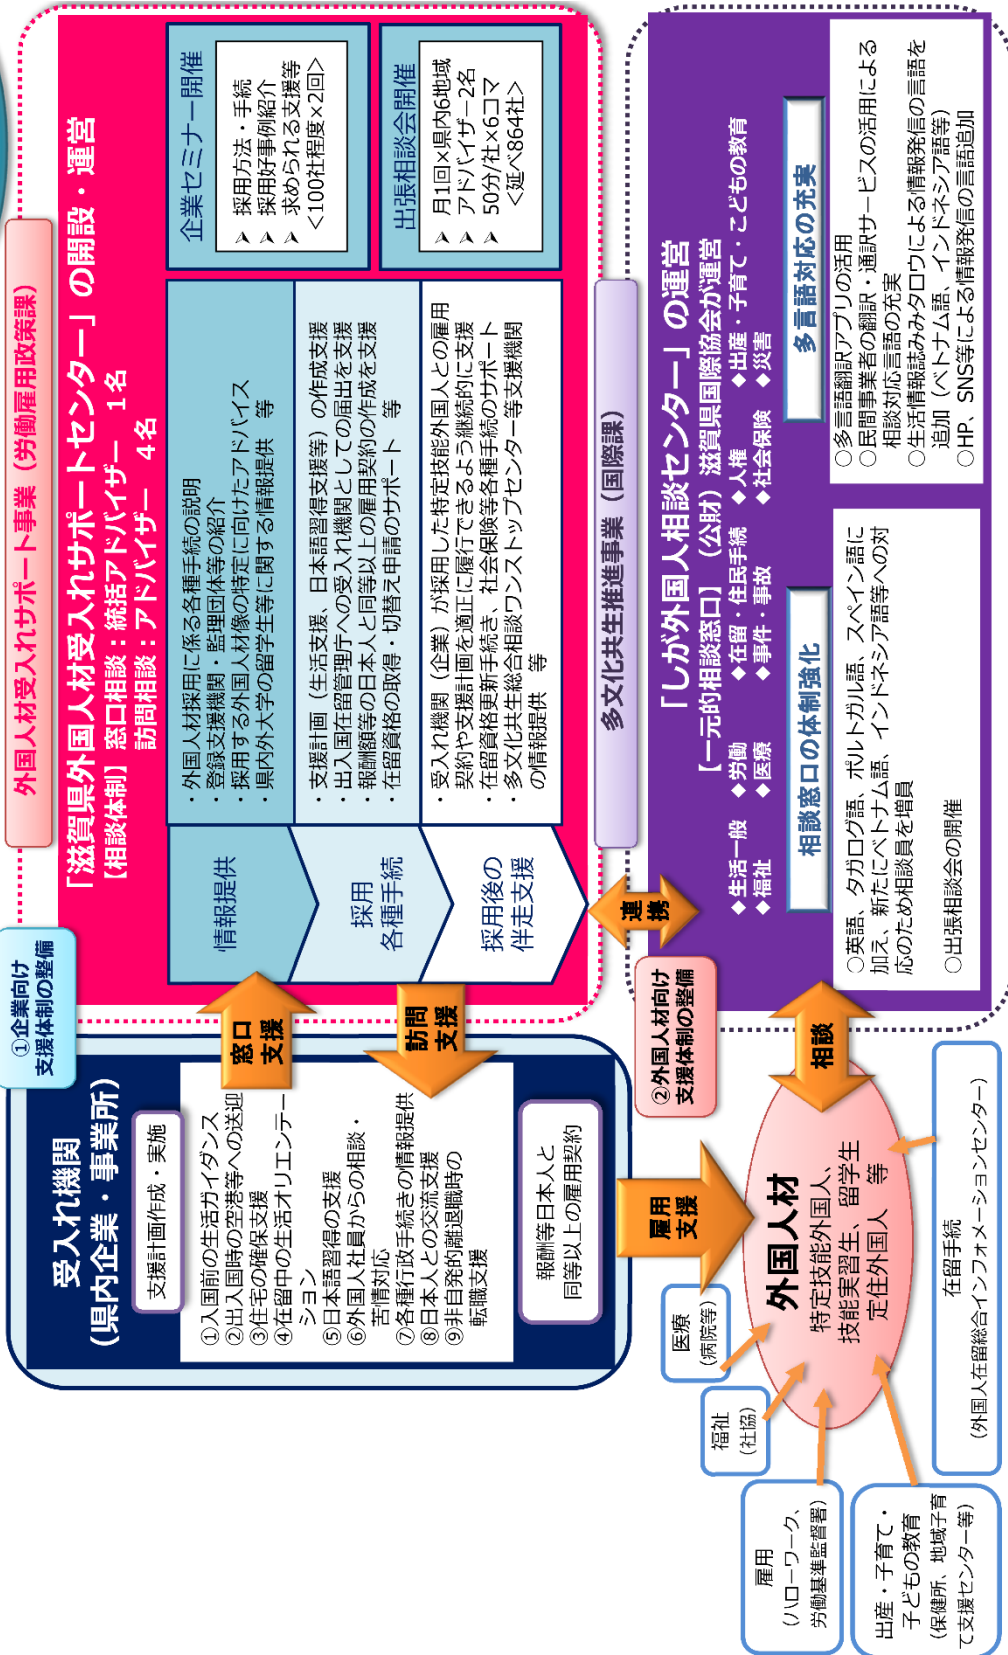 ①企業向け
支援体制の整備
外国人材受入れサポート事業（労働雇用政策課）
「滋賀県外国人材受入れサポートセンター」の開設・運営
【相談体制】 窓口相談：統括アドバイザー １名
訪問相談：アドバイザー ４名
情報提供
・外国人材採用に係る各種手続の説明
・登録支援機関・監理団体等の紹介
・採用する外国人材像の特定に向けたアドバイス
・県内外大学の留学生等に関する情報提供　等
採用
各種手続
・支援計画（生活支援、日本語習得支援等）の作成支援
・出入国在留管理庁への受入れ機関としての届出を支援
・報酬額等の日本人と同等以上の雇用契約の作成を支援
・在留資格の取得・切替え申請のサポート　等
採用後の
伴走支援
・受入れ機関（企業）が採用した特定技能外国人との雇用
契約や支援計画を適正に履行できるよう継続的に支援
・在留資格更新手続き、社会保険等各種手続のサポート
・多文化共生総合相談ワンストップセンター等支援機関
の情報提供　等
企業セミナー開催
➢ 採用方法・手続
➢ 採用好事例紹介
➢ 求められる支援等
<100社程度×2回>
出張相談会開催
➢ 月1回×県内6地域
➢ アドバイザー2名
➢ 50分/社×6コマ
<延べ864社>
受入れ機関
（県内企業・事業所）
支援計画作成・実施
①入国前の生活ガイダンス
②出入国時の空港等への送迎
③住宅の確保支援
④在留中の生活オリエンテー
ション
⑤日本語習得の支援
⑥外国人社員からの相談・
苦情対応
⑦各種行政手続きの情報提供
⑧日本人との交流支援
⑨非自発的離退職時の
転職支援
報酬等日本人と
同等以上の雇用契約
窓口
支援
訪問
支援
雇用
支援
連携
相談
②外国人材向け
支援体制の整備
多文化共生推進事業（国際課）
「しが外国人相談センター」の運営
【一元的相談窓口】（公財）滋賀県国際協会が運営
◆生活一般　◆労働　◆在留・住民手続　◆人権　◆出産・子育て・こどもの教育
◆福祉　◆医療　◆事件・事故　◆社会保険　◆災害
相談窓口の体制強化
○英語、タガログ語、ポルトガル語、スペイン語に
加え、新たにベトナム語、インドネシア語等への対
応のため相談員を増員
○出張相談会の開催
多言語対応の充実
○多言語翻訳アプリの活用
○民間事業者の翻訳・通訳サービスの活用による
相談対応言語の充実
○生活情報誌みみタロウによる情報発信の言語を
追加（ベトナム語、インドネシア語等）
○HP、SNS等による情報発信の言語追加
外国人材
特定技能外国人、
技能実習生、留学生
定住外国人　等
医療
（病院等）
福祉
（社協）
雇用
（ハローワーク、
労働基準監督署）
出産・子育て・
子どもの教育
（保健所、地域子育
て支援センター等）
在留手続
（外国人在留総合インフォメーションセンター）